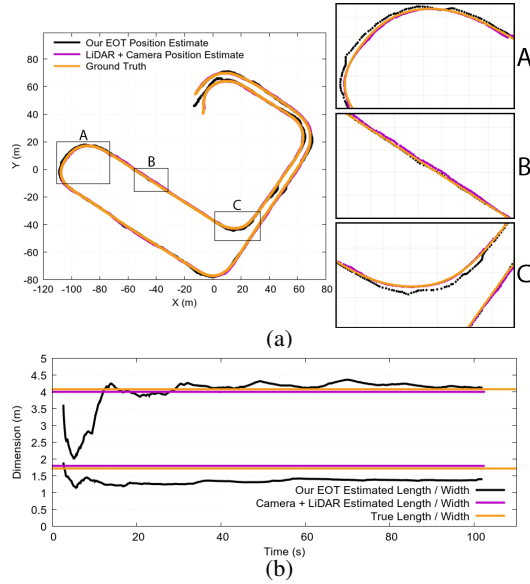 (a)
Our EOT Position Estimate
LiDAR + Camera Position Estimate
Ground Truth
80
60
40
20
0
-20
-40
-60
-80
Y (m)
-120 -100 -80 -60 -40 -20 0 20 40 60 80
X (m)
A
B
C
A
B
C
(a)
5
4.5
4
3.5
3
2.5
2
1.5
1
0.5
0
Dimension (m)
Our EOT Estimated Length / Width
Camera + LiDAR Estimated Length / Width
True Length / Width
0 20 40 60 80 100
Time (s)
(b)
(b)